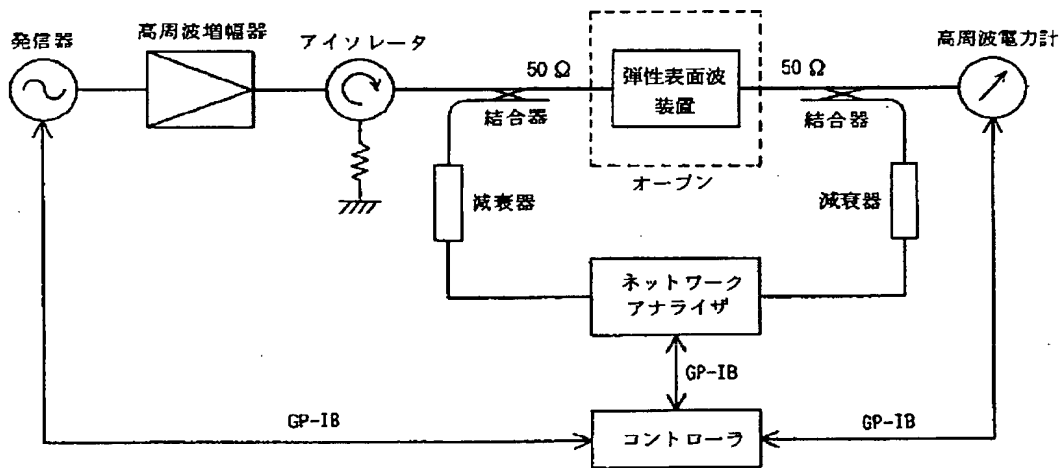 発信器
高周波増幅器
アイソレータ
50 Ω
弾性表面波
装置
50 Ω
高周波電力計
結合器
結合器
オーブン
減衰器
減衰器
ネットワーク
アナライザ
GP-IB
GP-IB
コントローラ
GP-IB